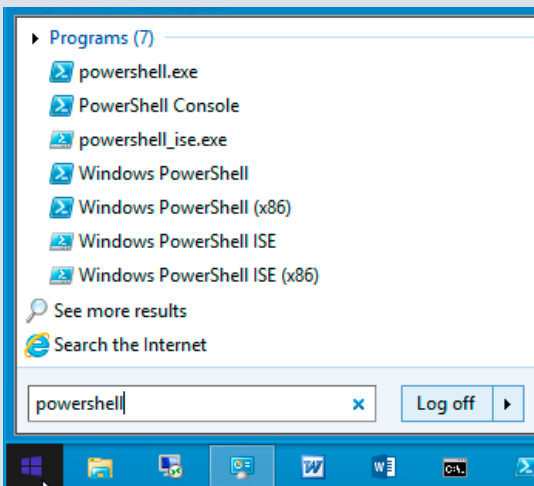 Programs (7)
powershell.exe
PowerShell Console
powershell_ise.exe
Windows PowerShell
Windows PowerShell (x86)
Windows PowerShell ISE
Windows PowerShell ISE (x86)
See more results
Search the Internet
powershell
Log off